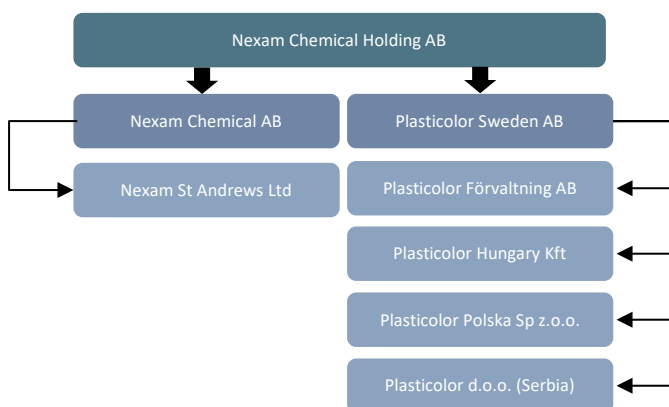 Nexam Chemical Holding AB
Nexam Chemical AB
Plasticolor Sweden AB
Nexam St Andrews Ltd
Plasticolor Förvaltning AB
Plasticolor Hungary Kft
Plasticolor Polska Sp z.o.o.
Plasticolor d.o.o. (Serbia)